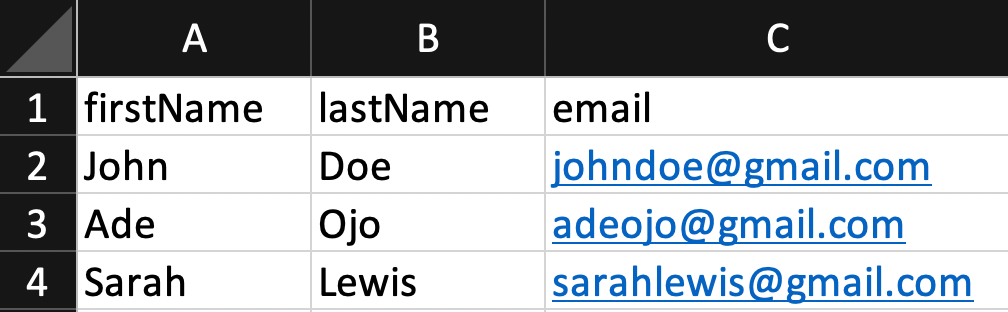 A B C
1 firstName lastName email
2 John Doe johndoe@gmail.com
3 Ade Ojo adeojo@gmail.com
4 Sarah Lewis sarahlewis@gmail.com